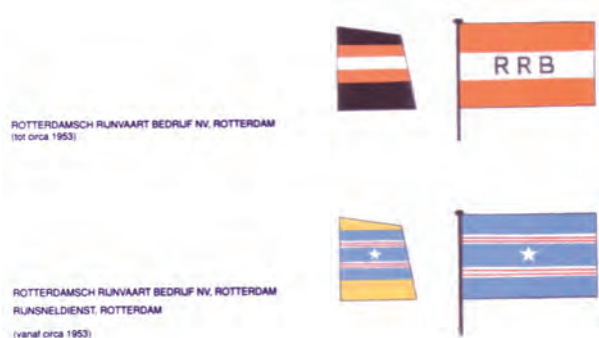 ROTTERDAMSCH RIJNVAART BEDRIJF NV, ROTTERDAM
(tot circa 1953)
RRB
ROTTERDAMSCH RIJNVAART BEDRIJF NV, ROTTERDAM
RIJNSNELDIENST, ROTTERDAM
(vanaf circa 1953)